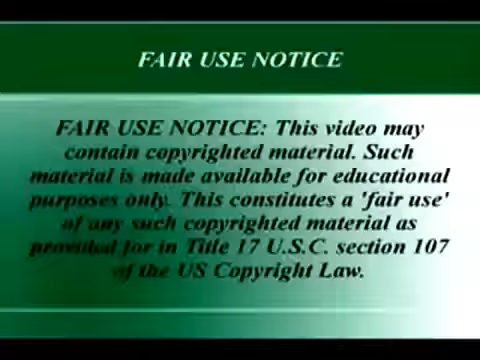 FAIR USE NOTICE
FAIR USE NOTICE: This video may
contain copyrighted material. Such
material is made available for educational
purposes only. This constitutes a 'fair use'
of any such copyrighted material as
provided for in Title 17 U.S.C. section 107
of the US Copyright Law.